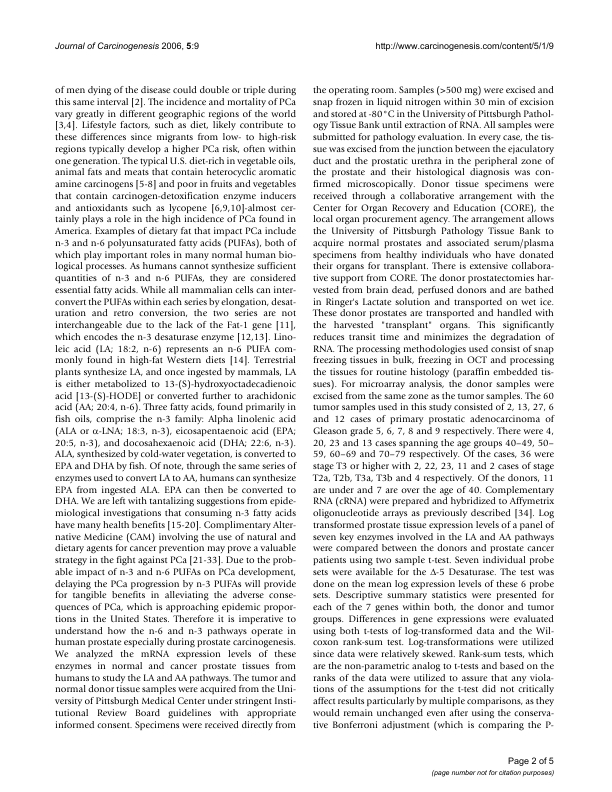 Journal of Carcinogenesis 2006, 5:9
http://www.carcinogenesis.com/content/5/1/9
of men dying of the disease could double or triple during
this same interval [2]. The incidence and mortality of PCa
vary greatly in different geographic regions of the world
[3,4]. Lifestyle factors, such as diet, likely contribute to
these differences since migrants from low- to high-risk
regions typically develop a higher PCa risk, often within
one generation. The typical U.S. diet-rich in vegetable oils,
animal fats and meats that contain heterocyclic aromatic
amine carcinogens [5-8] and poor in fruits and vegetables
that contain carcinogen-detoxification enzyme inducers
and antioxidants such as lycopene [6,9,10]-almost cer-
tainly plays a role in the high incidence of PCa found in
America. Examples of dietary fat that impact PCa include
n-3 and n-6 polyunsaturated fatty acids (PUFAs), both of
which play important roles in many normal human bio-
logical processes. As humans cannot synthesize sufficient
quantities of n-3 and n-6 PUFAs, they are considered
essential fatty acids. While all mammalian cells can inter-
convert the PUFAs within each series by elongation, desat-
uration and retro conversion, the two series are not
interchangeable due to the lack of the Fat-1 gene [11],
which encodes the n-3 desaturase enzyme [12,13]. Lino-
leic acid (LA; 18:2, n-6) represents an n-6 PUFA com-
monly found in high-fat Western diets [14]. Terrestrial
plants synthesize LA, and once ingested by mammals, LA
is either metabolized to 13-(S)-hydroxyoctadecadienoic
acid [13-(S)-HODE] or converted further to arachidonic
acid (AA; 20:4, n-6). Three fatty acids, found primarily in
fish oils, comprise the n-3 family: Alpha linolenic acid
(ALA or α-LNA; 18:3, n-3), eicosapentaenoic acid (EPA;
20:5, n-3), and docosahexaenoic acid (DHA; 22:6, n-3).
ALA, synthesized by cold-water vegetation, is converted to
EPA and DHA by fish. Of note, through the same series of
enzymes used to convert LA to AA, humans can synthesize
EPA from ingested ALA. EPA can then be converted to
DHA. We are left with tantalizing suggestions from epide-
miological investigations that consuming n-3 fatty acids
have many health benefits [15-20]. Complimentary Alter-
native Medicine (CAM) involving the use of natural and
dietary agents for cancer prevention may prove a valuable
strategy in the fight against PCa [21-33]. Due to the prob-
able impact of n-3 and n-6 PUFAs on PCa development,
delaying the PCa progression by n-3 PUFAs will provide
for tangible benefits in alleviating the adverse conse-
quences of PCa, which is approaching epidemic propor-
tions in the United States. Therefore it is imperative to
understand how the n-6 and n-3 pathways operate in
human prostate especially during prostate carcinogenesis.
We analyzed the mRNA expression levels of these
enzymes in normal and cancer prostate tissues from
humans to study the LA and AA pathways. The tumor and
normal donor tissue samples were acquired from the Uni-
versity of Pittsburgh Medical Center under stringent Insti-
tutional Review Board guidelines with appropriate
informed consent. Specimens were received directly from
the operating room. Samples (>500 mg) were excised and
snap frozen in liquid nitrogen within 30 min of excision
and stored at -80°C in the University of Pittsburgh Pathol-
ogy Tissue Bank until extraction of RNA. All samples were
submitted for pathology evaluation. In every case, the tis-
sue was excised from the junction between the ejaculatory
duct and the prostatic urethra in the peripheral zone of
the prostate and their histological diagnosis was con-
firmed microscopically. Donor tissue specimens were
received through a collaborative arrangement with the
Center for Organ Recovery and Education (CORE), the
local organ procurement agency. The arrangement allows
the University of Pittsburgh Pathology Tissue Bank to
acquire normal prostates and associated serum/plasma
specimens from healthy individuals who have donated
their organs for transplant. There is extensive collabora-
tive support from CORE. The donor prostatectomies har-
vested from brain dead, perfused donors and are bathed
in Ringer's Lactate solution and transported on wet ice.
These donor prostates are transported and handled with
the harvested "transplant" organs. This significantly
reduces transit time and minimizes the degradation of
RNA. The processing methodologies used consist of snap
freezing tissues in bulk, freezing in OCT and processing
the tissues for routine histology (paraffin embedded tis-
sues). For microarray analysis, the donor samples were
excised from the same zone as the tumor samples. The 60
tumor samples used in this study consisted of 2, 13, 27, 6
and 12 cases of primary prostatic adenocarcinoma of
Gleason grade 5, 6, 7, 8 and 9 respectively. There were 4,
20, 23 and 13 cases spanning the age groups 40–49, 50–
59, 60–69 and 70–79 respectively. Of the cases, 36 were
stage T3 or higher with 2, 22, 23, 11 and 2 cases of stage
T2a, T2b, T3a, T3b and 4 respectively. Of the donors, 11
are under and 7 are over the age of 40. Complementary
RNA (cRNA) were prepared and hybridized to Affymetrix
oligonucleotide arrays as previously described [34]. Log
transformed prostate tissue expression levels of a panel of
seven key enzymes involved in the LA and AA pathways
were compared between the donors and prostate cancer
patients using two sample t-test. Seven individual probe
sets were available for the Δ-5 Desaturase. The test was
done on the mean log expression levels of these 6 probe
sets. Descriptive summary statistics were presented for
each of the 7 genes within both, the donor and tumor
groups. Differences in gene expressions were evaluated
using both t-tests of log-transformed data and the Wil-
coxon rank-sum test. Log-transformations were utilized
since data were relatively skewed. Rank-sum tests, which
are the non-parametric analog to t-tests and based on the
ranks of the data were utilized to assure that any viola-
tions of the assumptions for the t-test did not critically
affect results particularly by multiple comparisons, as they
would remain unchanged even after using the conserva-
tive Bonferroni adjustment (which is comparing the P-
Page 2 of 5
(page number not for citation purposes)